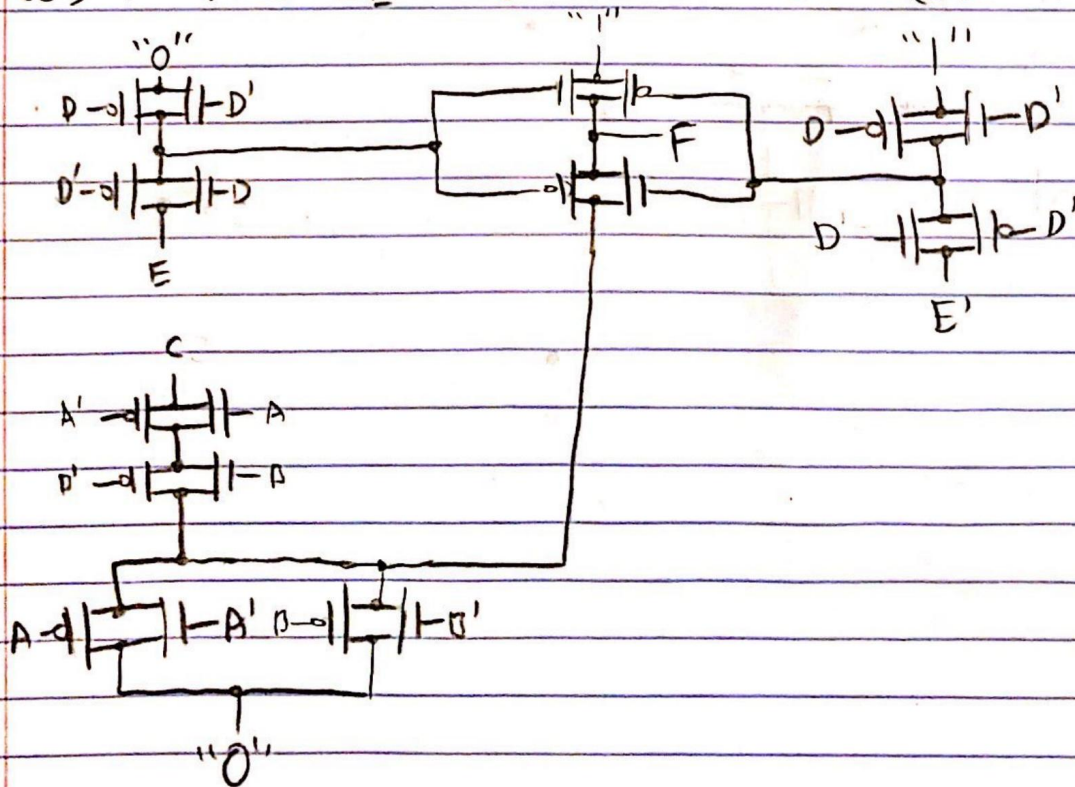 "0" "1" "1"
D D'
D' D
E
F
D D'
D' D'
E'
C
A' A
D' B
A A' B B'
"0"